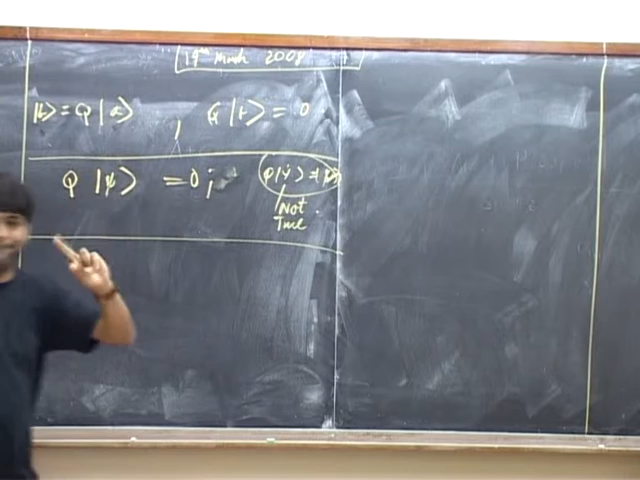 19th March 2008
|b> = Q|a> , Q|b> = 0
Q |ψ> = 0 ;
Not
True